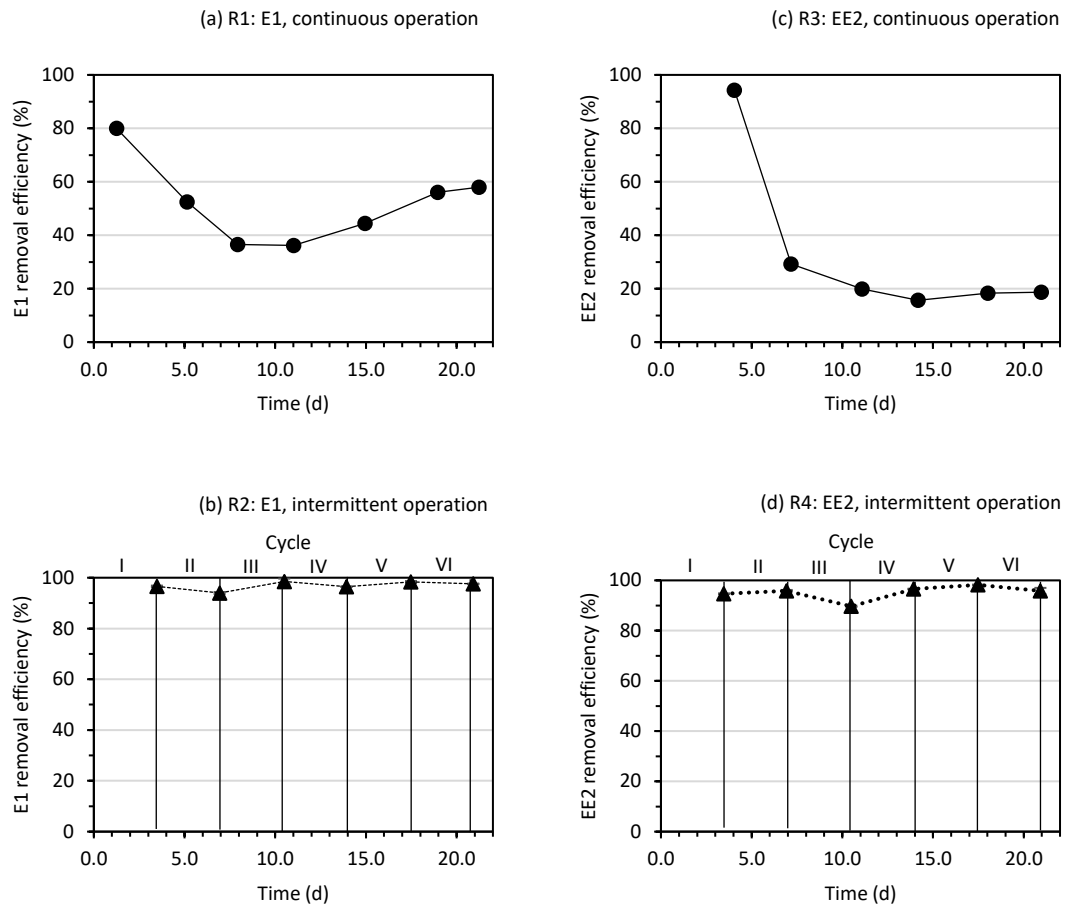 (a) R1: E1, continuous operation
E1 removal efficiency (%)
100
80
60
40
20
0
0.0 5.0 10.0 15.0 20.0
Time (d)
(c) R3: EE2, continuous operation
EE2 removal efficiency (%)
100
80
60
40
20
0
0.0 5.0 10.0 15.0 20.0
Time (d)
(b) R2: E1, intermittent operation
Cycle
I II III IV V VI
E1 removal efficiency (%)
100
80
60
40
20
0
0.0 5.0 10.0 15.0 20.0
Time (d)
(d) R4: EE2, intermittent operation
Cycle
I II III IV V VI
EE2 removal efficiency (%)
100
80
60
40
20
0
0.0 5.0 10.0 15.0 20.0
Time (d)